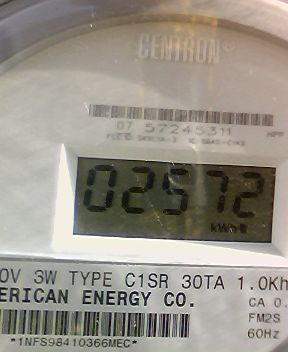 CENTRON®
07 57245311
02572
kWh
0V 3W TYPE C1SR 30TA 1.0Kh
ERICAN ENERGY CO.
CA 0.
FM2S
60Hz
*1NFS98410366MEC*